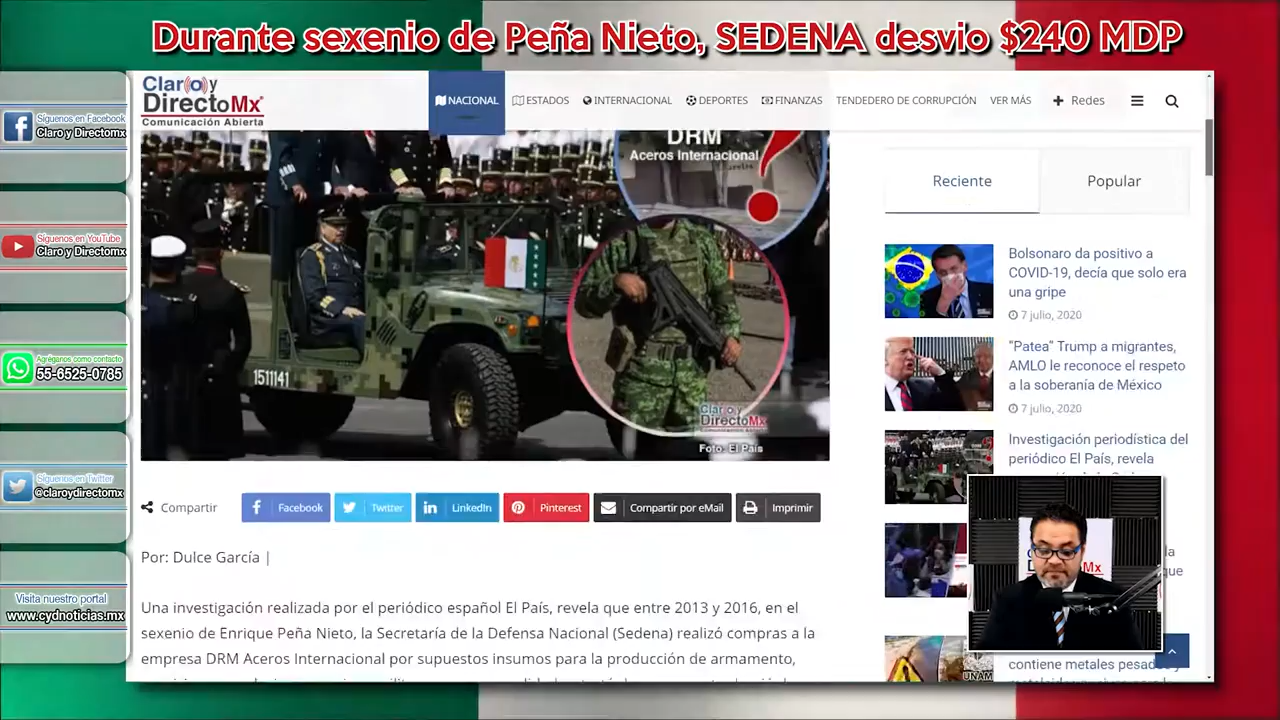 Durante sexenio de Peña Nieto, SEDENA desvio $240 MDP
Síguenos en Facebook
Claro y Directomx
Síguenos en YouTube
Claro y Directomx
Agréganos como contacto
55-6525-0785
Síguenos en Twitter
@claroydirectomx
Visita nuestro portal
www.cydnoticias.mx
Claro y
DirectoMx
Comunicación Abierta
NACIONAL
ESTADOS
INTERNACIONAL
DEPORTES
FINANZAS
TENDEDERO DE CORRUPCIÓN
VER MÁS
Redes
DRM
Aceros Internacional
1511141
Claro y
DirectoMx
Comunicación Abierta
Foto: El País
Compartir
Facebook
Twitter
LinkedIn
Pinterest
Compartir por eMail
Imprimir
Por: Dulce García |
Una investigación realizada por el periódico español El País, revela que entre 2013 y 2016, en el
sexenio de Enrique Peña Nieto, la Secretaría de la Defensa Nacional (Sedena) realizó compras a la
empresa DRM Aceros Internacional por supuestos insumos para la producción de armamento,
Reciente
Popular
Bolsonaro da positivo a
COVID-19, decía que solo era
una gripe
7 julio, 2020
"Patea" Trump a migrantes,
AMLO le reconoce el respeto
a la soberanía de México
7 julio, 2020
Investigación periodística del
periódico El País, revela
la
que
Mx
UNAM
contiene metales pesados y